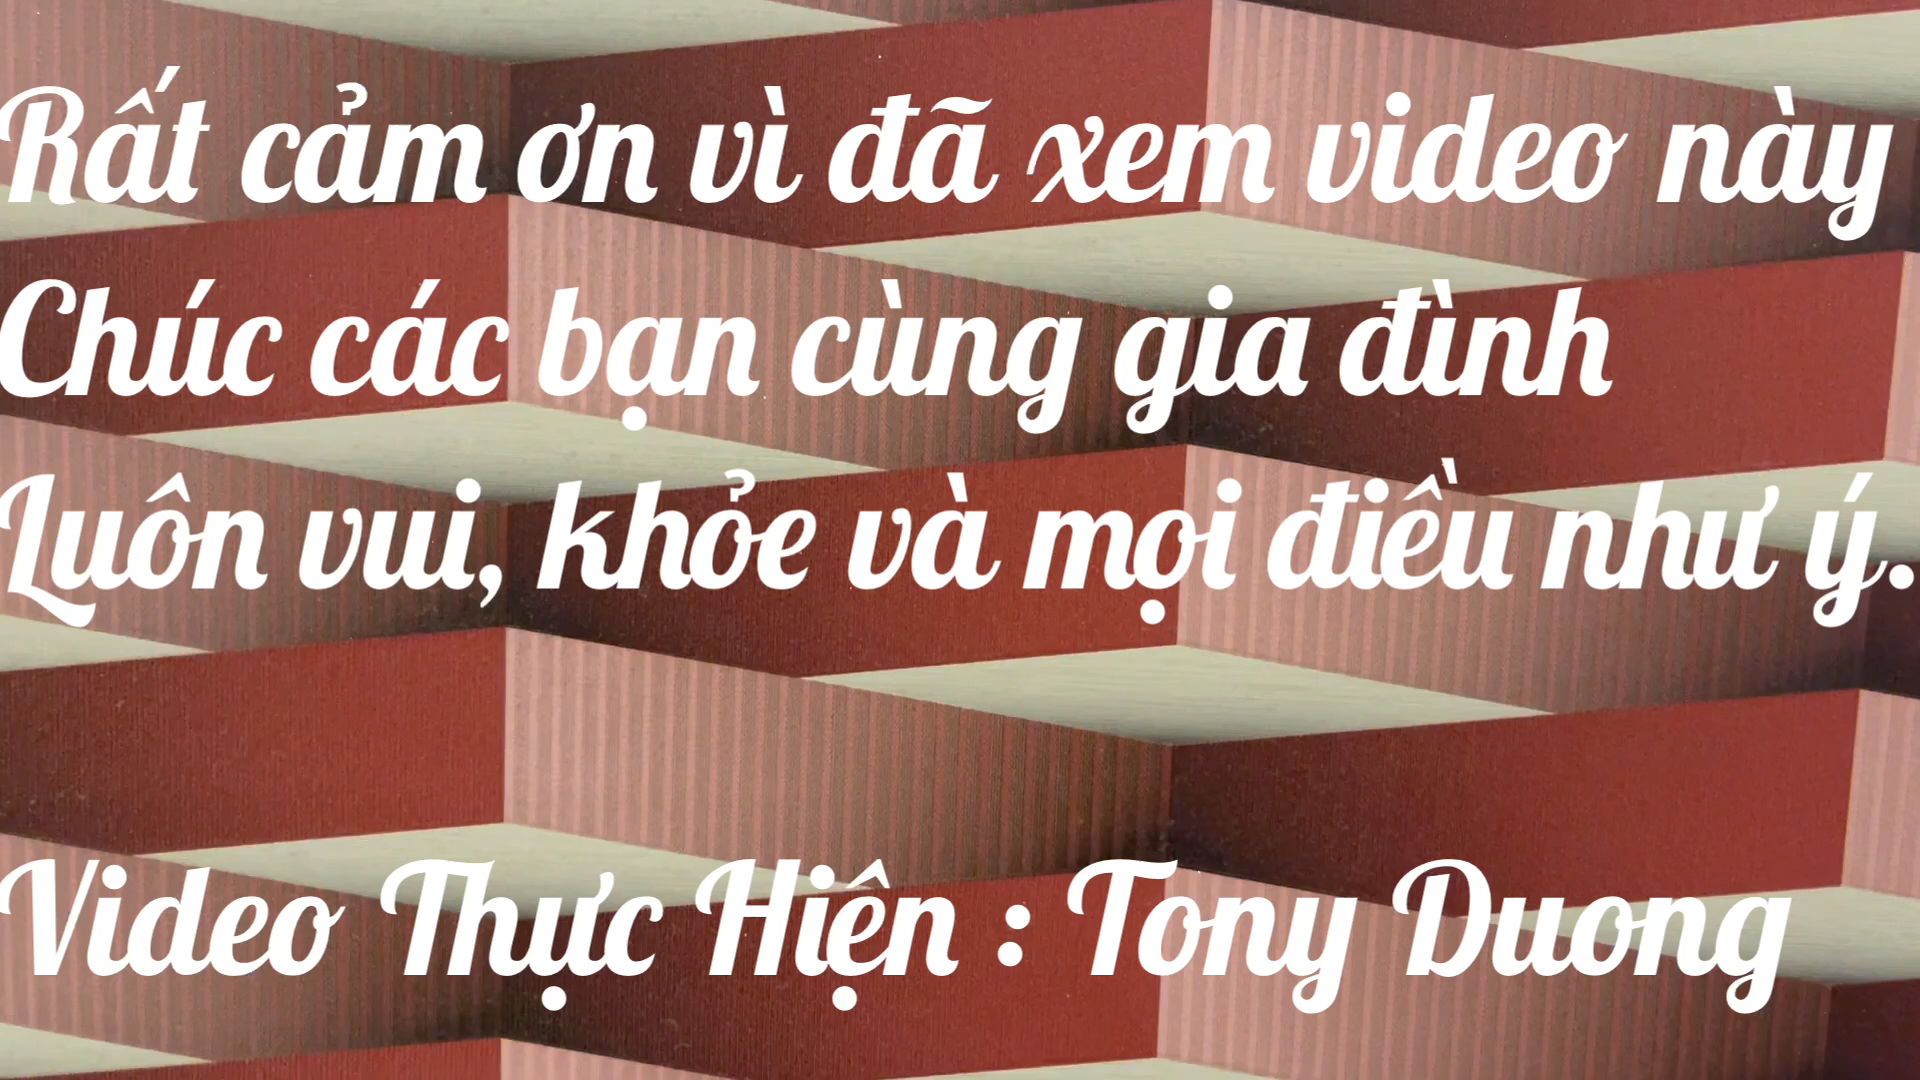 Rất cảm ơn vì đã xem video này
Chúc các bạn cùng gia đình
Luôn vui, khỏe và mọi điều như ý.
Video Thực Hiện : Tony Duong